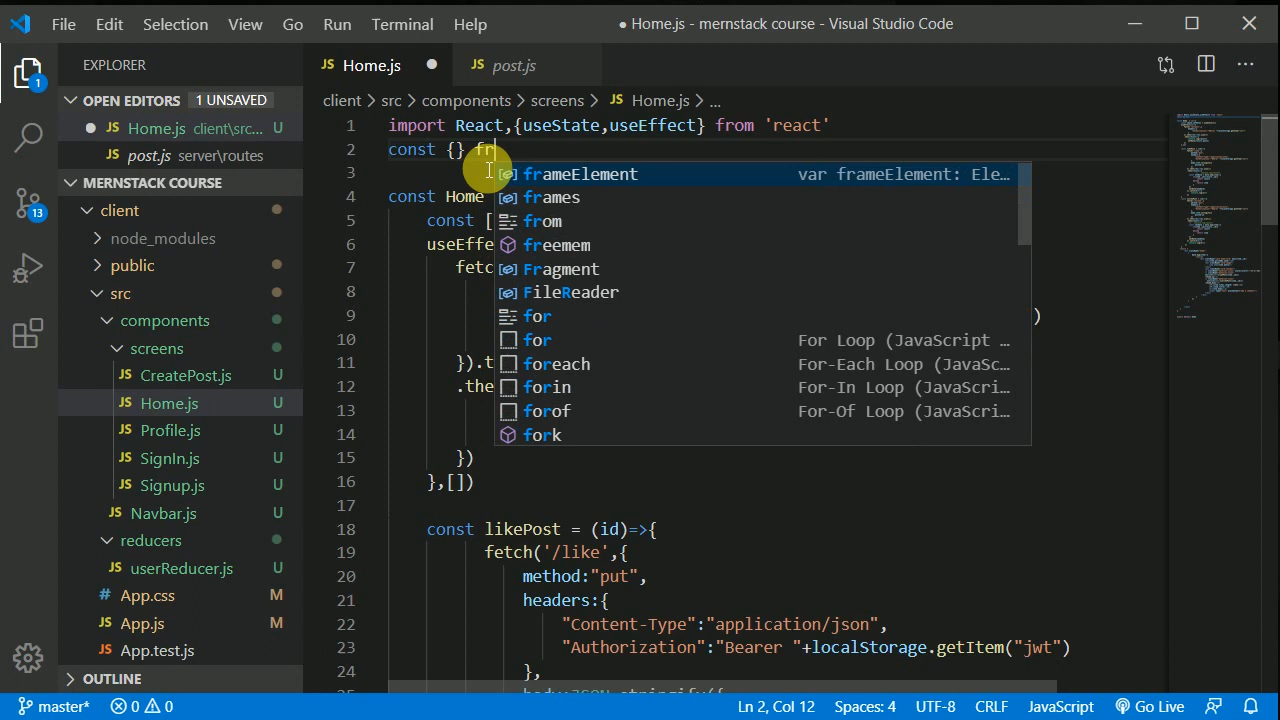 File Edit Selection View Go Run Terminal Help ● Home.js - mernstack course - Visual Studio Code
EXPLORER
JS Home.js
JS post.js
OPEN EDITORS 1 UNSAVED
JS Home.js client\src... U
JS post.js server\routes
MERNSTACK COURSE
client
node_modules
public
src
components
screens
JS CreatePost.js U
JS Home.js U
JS Profile.js U
JS SignIn.js U
JS Signup.js U
JS Navbar.js U
reducers
JS userReducer.js U
# App.css M
JS App.js M
JS App.test.js
OUTLINE
1
13
client > src > components > screens > JS Home.js > ...
1 import React,{useState,useEffect} from 'react'
2 const {} fr
3
4 const Home
5 const [
6 useEffe
7 fetc
8
9 )
10
11 }).t
12 .the
13
14
15 })
16 },[])
17
18 const likePost = (id)=>{
19 fetch('/like',{
20 method:"put",
21 headers:{
22 "Content-Type":"application/json",
23 "Authorization":"Bearer "+localStorage.getItem("jwt")
24 },
25 body:JSON.stringify({
frameElement var frameElement: Ele...
frames
from
freemem
Fragment
FileReader
for
for For Loop (JavaScript ...
foreach For-Each Loop (JavaSc...
forin For-In Loop (JavaScri...
forof For-Of Loop (JavaScri...
fork
master* 0 0 Ln 2, Col 12 Spaces: 4 UTF-8 CRLF JavaScript Go Live